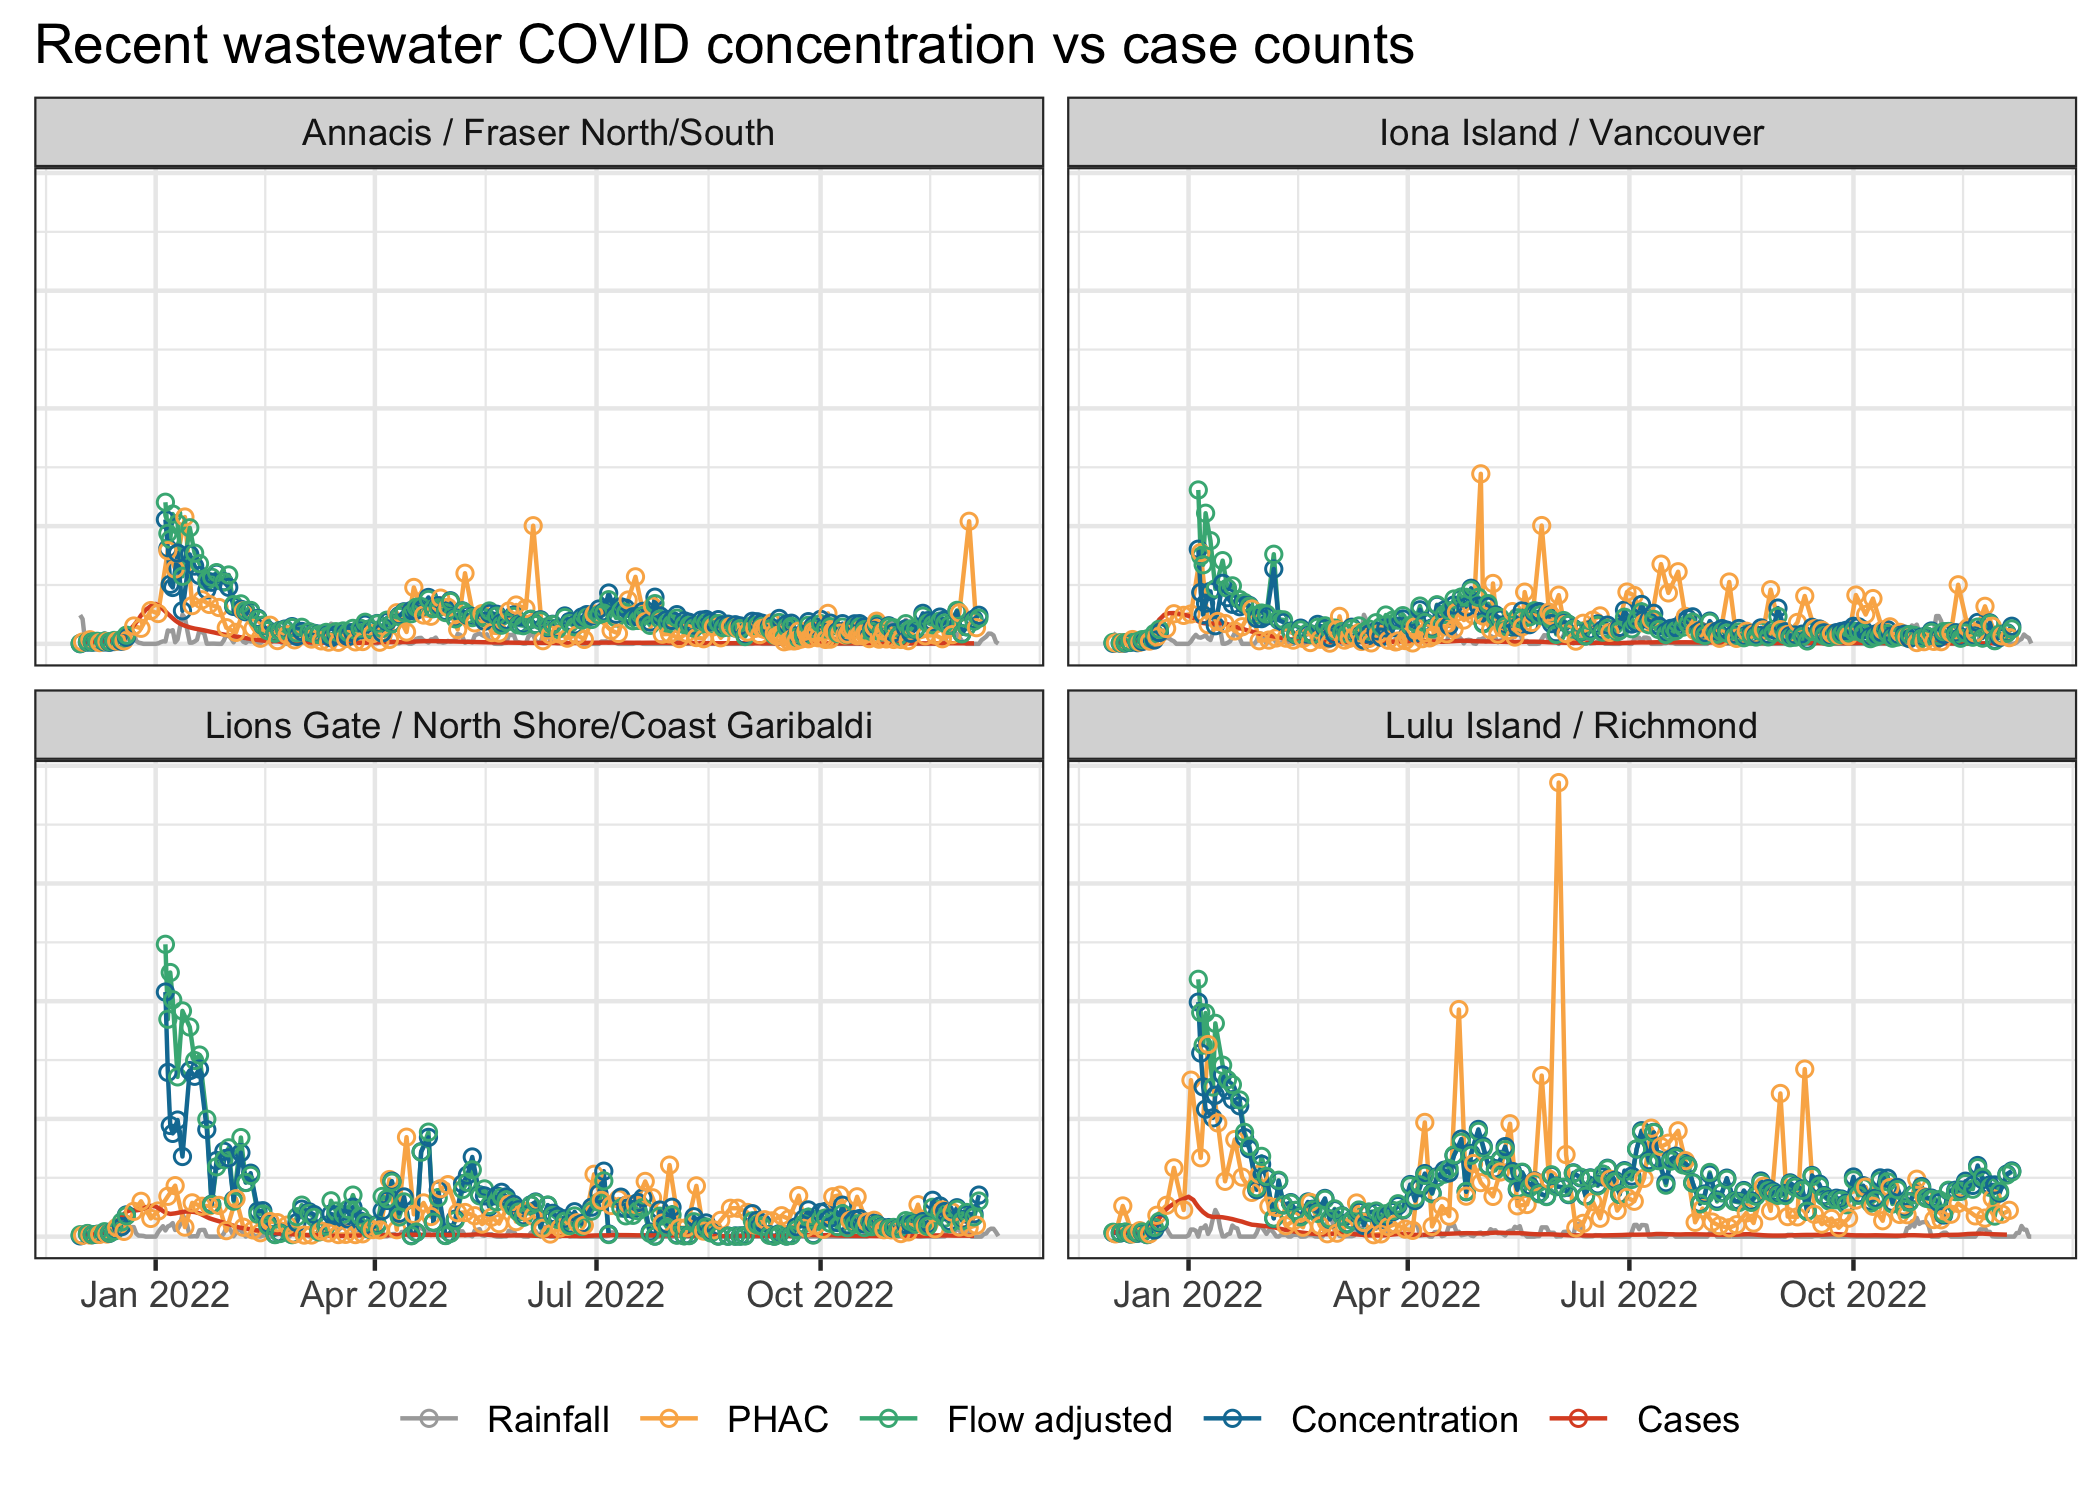 Recent wastewater COVID concentration vs case counts
Annacis / Fraser North/South
Iona Island / Vancouver
Lions Gate / North Shore/Coast Garibaldi
Lulu Island / Richmond
Jan 2022 Apr 2022 Jul 2022 Oct 2022 Jan 2022 Apr 2022 Jul 2022 Oct 2022
Rainfall PHAC Flow adjusted Concentration Cases